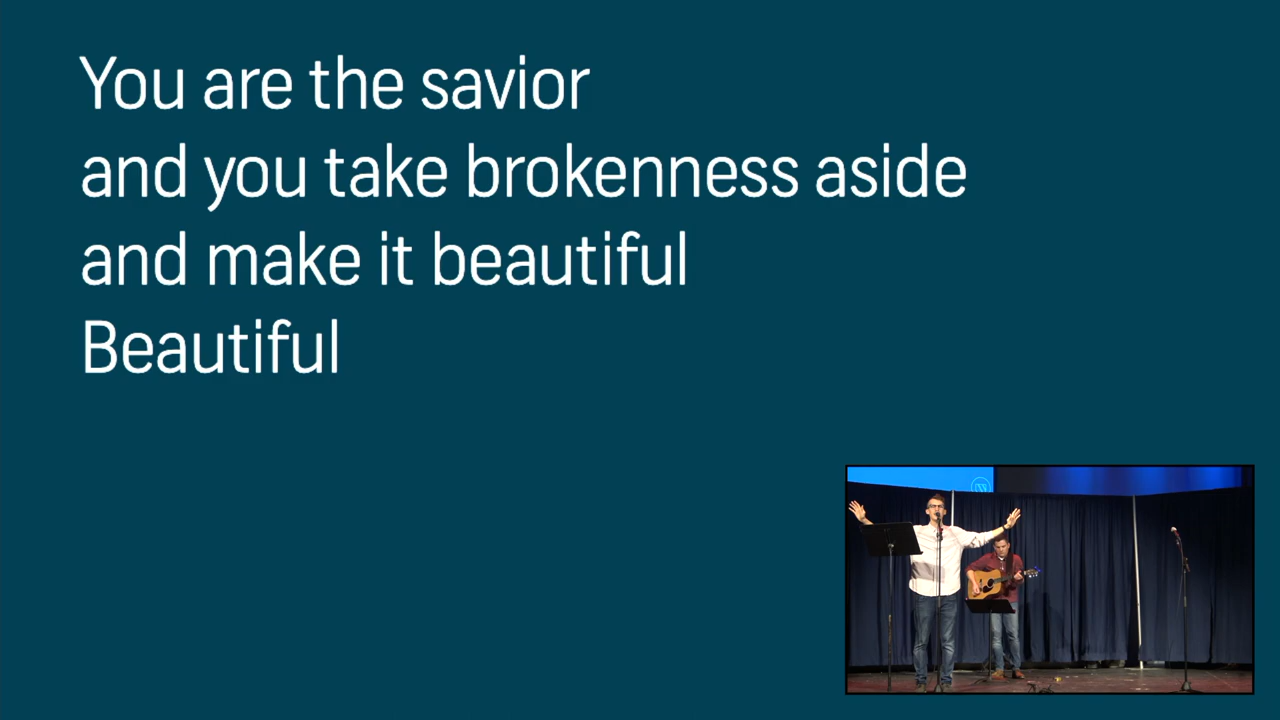 You are the savior
and you take brokenness aside
and make it beautiful
Beautiful